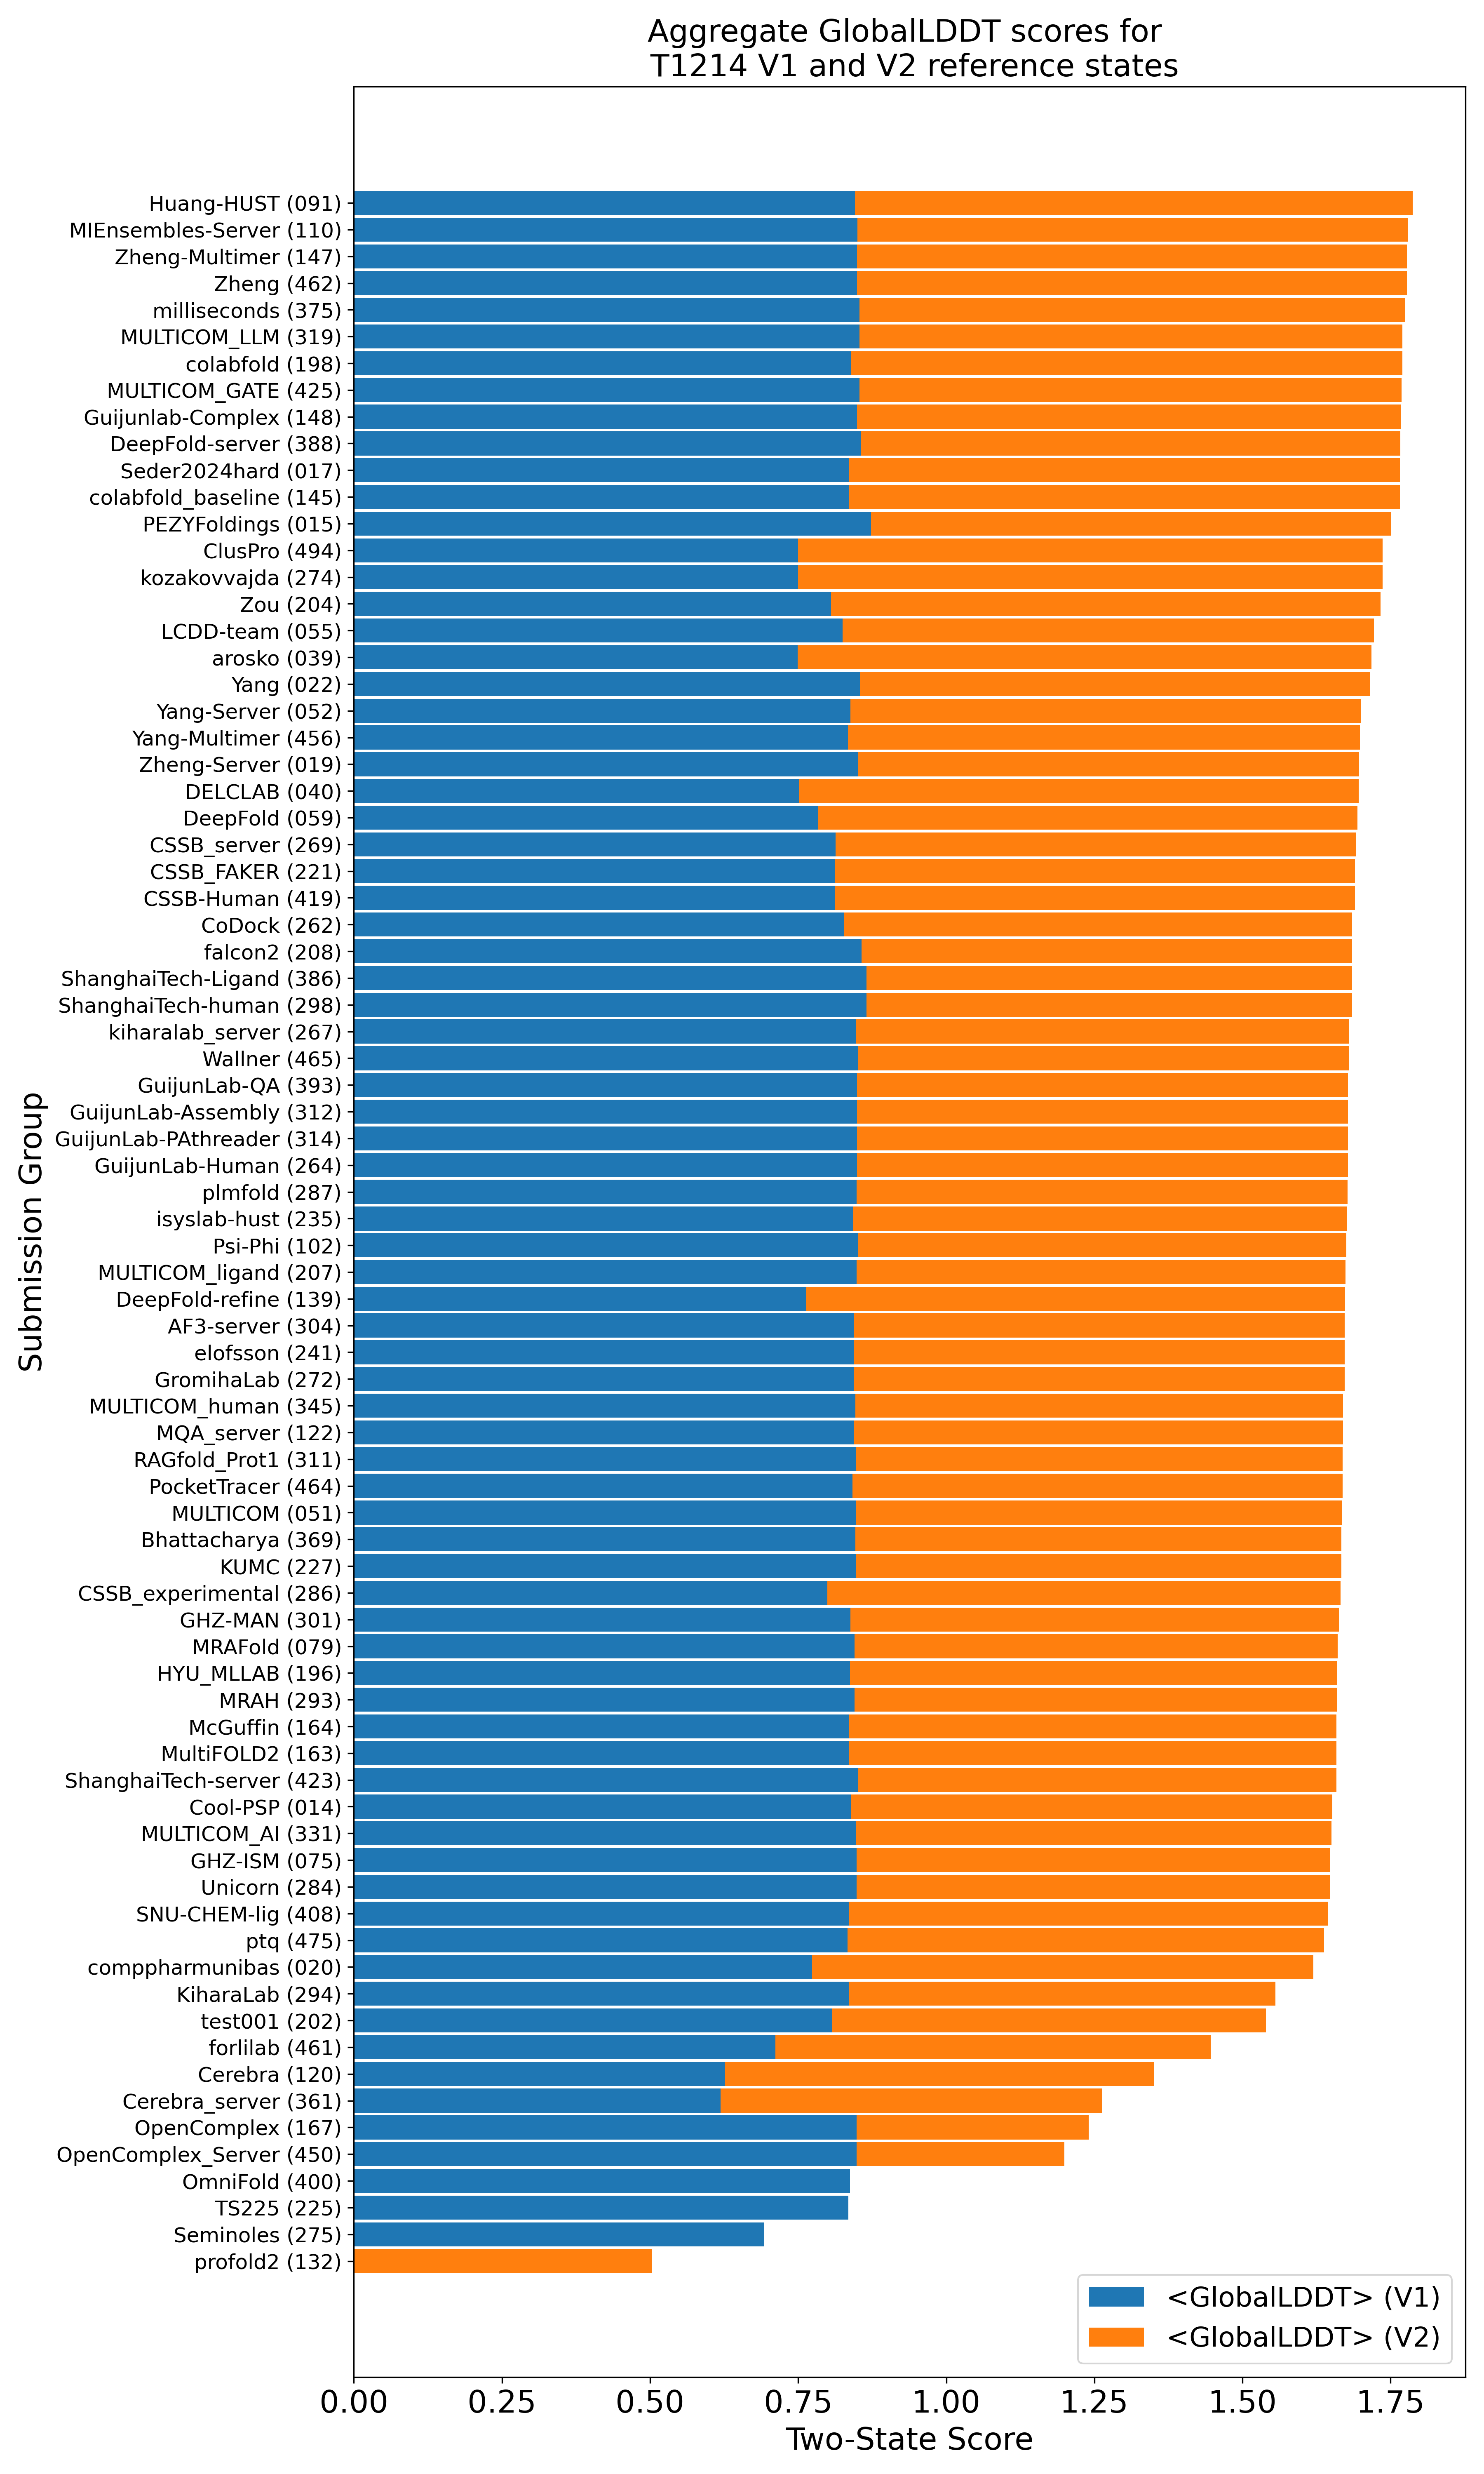 Aggregate GlobalLDDT scores for
T1214 V1 and V2 reference states
Submission Group
Huang-HUST (091)
MIEnsembles-Server (110)
Zheng-Multimer (147)
Zheng (462)
milliseconds (375)
MULTICOM_LLM (319)
colabfold (198)
MULTICOM_GATE (425)
Guijunlab-Complex (148)
DeepFold-server (388)
Seder2024hard (017)
colabfold_baseline (145)
PEZYFoldings (015)
ClusPro (494)
kozakovvajda (274)
Zou (204)
LCDD-team (055)
arosko (039)
Yang (022)
Yang-Server (052)
Yang-Multimer (456)
Zheng-Server (019)
DELCLAB (040)
DeepFold (059)
CSSB_server (269)
CSSB_FAKER (221)
CSSB-Human (419)
CoDock (262)
falcon2 (208)
ShanghaiTech-Ligand (386)
ShanghaiTech-human (298)
kiharalab_server (267)
Wallner (465)
GuijunLab-QA (393)
GuijunLab-Assembly (312)
GuijunLab-PAthreader (314)
GuijunLab-Human (264)
plmfold (287)
isyslab-hust (235)
Psi-Phi (102)
MULTICOM_ligand (207)
DeepFold-refine (139)
AF3-server (304)
elofsson (241)
GromihaLab (272)
MULTICOM_human (345)
MQA_server (122)
RAGfold_Prot1 (311)
PocketTracer (464)
MULTICOM (051)
Bhattacharya (369)
KUMC (227)
CSSB_experimental (286)
GHZ-MAN (301)
MRAFold (079)
HYU_MLLAB (196)
MRAH (293)
McGuffin (164)
MultiFOLD2 (163)
ShanghaiTech-server (423)
Cool-PSP (014)
MULTICOM_AI (331)
GHZ-ISM (075)
Unicorn (284)
SNU-CHEM-lig (408)
ptq (475)
comppharmunibas (020)
KiharaLab (294)
test001 (202)
forlilab (461)
Cerebra (120)
Cerebra_server (361)
OpenComplex (167)
OpenComplex_Server (450)
OmniFold (400)
TS225 (225)
Seminoles (275)
profold2 (132)
<GlobalLDDT> (V1)
<GlobalLDDT> (V2)
0.00 0.25 0.50 0.75 1.00 1.25 1.50 1.75
Two-State Score